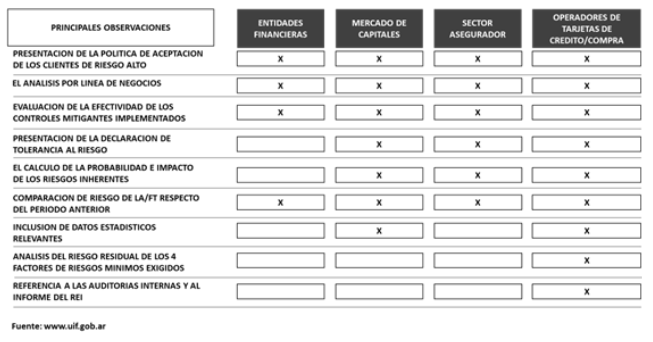 PRINCIPALES OBSERVACIONES
ENTIDADES
FINANCIERAS
MERCADO DE
CAPITALES
SECTOR
ASEGURADOR
OPERADORES DE
TARJETAS DE
CREDITO/COMPRA
PRESENTACION DE LA POLITICA DE ACEPTACION
DE LOS CLIENTES DE RIESGO ALTO
X X X X
EL ANALISIS POR LINEA DE NEGOCIOS
X X X X
EVALUACION DE LA EFECTIVIDAD DE LOS
CONTROLES MITIGANTES IMPLEMENTADOS
X X X X
PRESENTACION DE LA DECLARACION DE
TOLERANCIA AL RIESGO
X X X
EL CALCULO DE LA PROBABILIDAD E IMPACTO
DE LOS RIESGOS INHERENTES
X X X
COMPARACION DE RIESGO DE LA/FT RESPECTO
DEL PERIODO ANTERIOR
X X X X
INCLUSION DE DATOS ESTADISTICOS
RELEVANTES
X X
ANALISIS DEL RIESGO RESIDUAL DE LOS 4
FACTORES DE RIESGOS MINIMOS EXIGIDOS
X
REFERENCIA A LAS AUDITORIAS INTERNAS Y AL
INFORME DEL REI
X
Fuente: www.uif.gob.ar